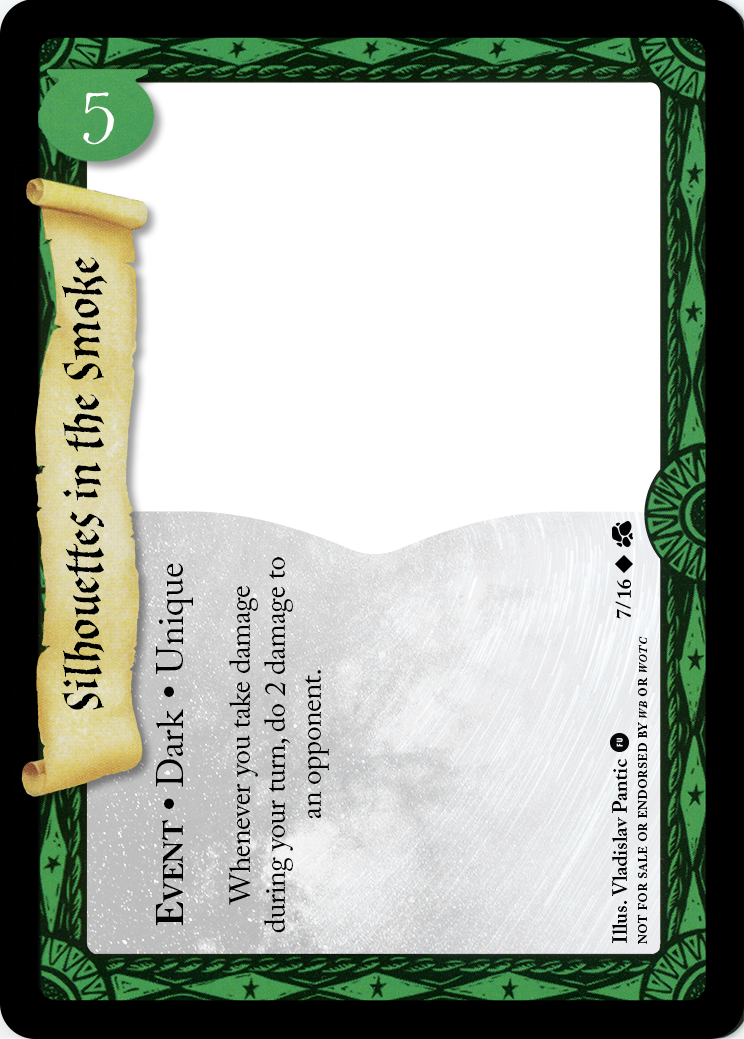 5
Silhouettes in the Smoke
EVENT • Dark • Unique
Whenever you take damage
during your turn, do 2 damage to
an opponent.
Illus. Vladislav Pantic FU 7/16
NOT FOR SALE OR ENDORSED BY WB OR WOTC